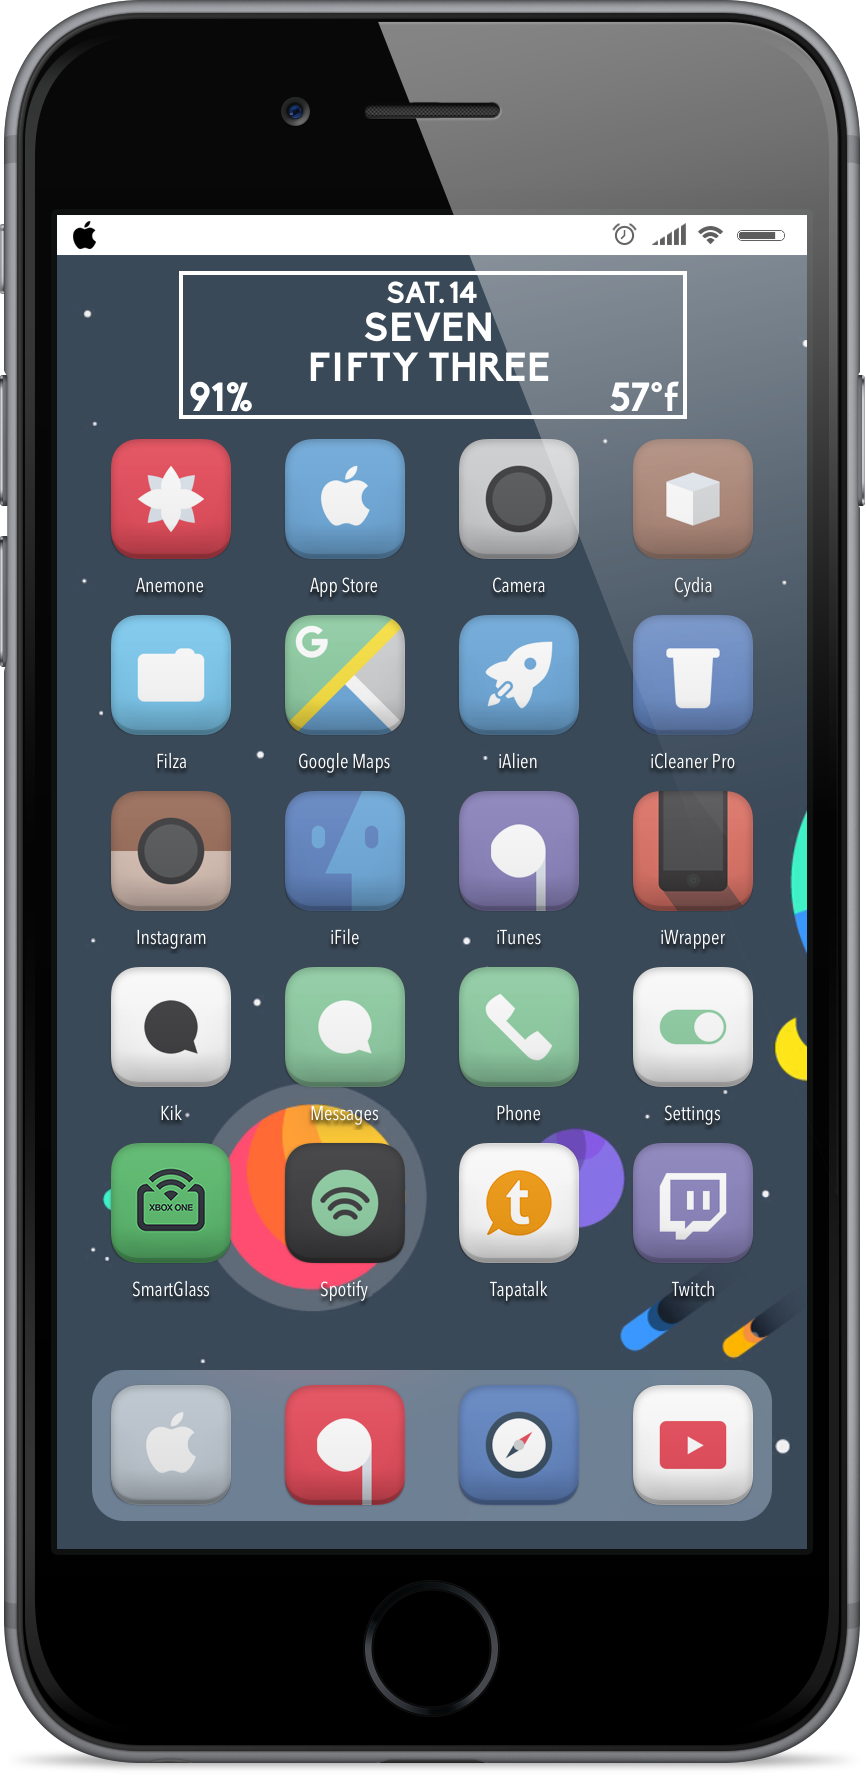 SAT. 14
SEVEN
FIFTY THREE
91% 57°f
Anemone App Store Camera Cydia
G
Filza Google Maps iAlien iCleaner Pro
Instagram iFile iTunes iWrapper
Kik Messages Phone Settings
XBOX ONE t
SmartGlass Spotify Tapatalk Twitch